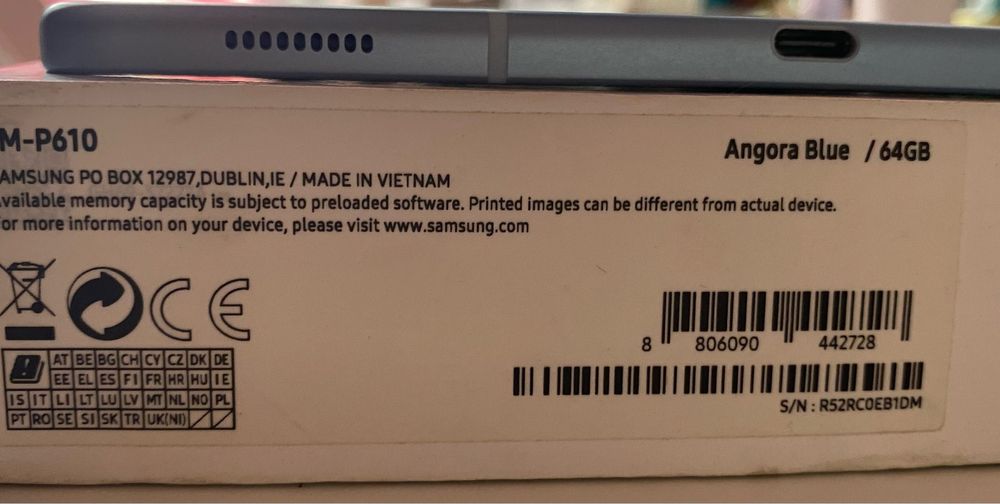 M-P610
Angora Blue / 64GB
AMSUNG PO BOX 12987,DUBLIN,IE / MADE IN VIETNAM
vailable memory capacity is subject to preloaded software. Printed images can be different from actual device.
or more information on your device, please visit www.samsung.com
CE
AT BE BG CH CY CZ DK DE
EE EL ES FI FR HR HU IE
IS IT LI LT LU LV MT NL NO PL
PT RO SE SI SK TR UK(NI)
8 806090 442728
S/N : R52RC0EB1DM